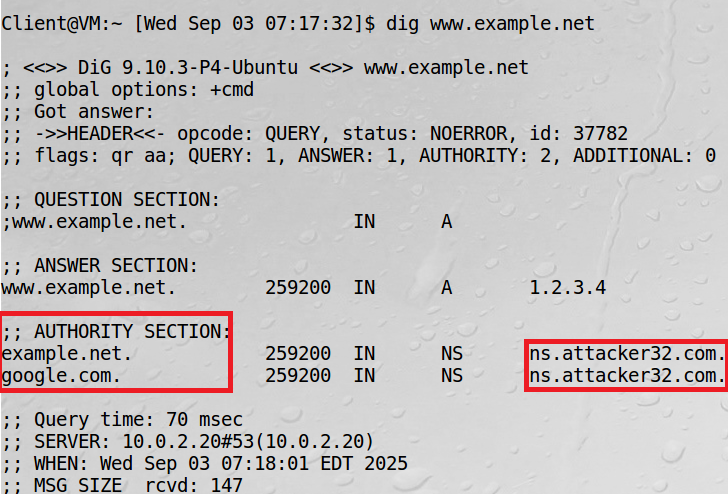 Client@VM:~ [Wed Sep 03 07:17:32]$ dig www.example.net
; <<>> DiG 9.10.3-P4-Ubuntu <<>> www.example.net
;; global options: +cmd
;; Got answer:
;; ->>HEADER<<- opcode: QUERY, status: NOERROR, id: 37782
;; flags: qr aa; QUERY: 1, ANSWER: 1, AUTHORITY: 2, ADDITIONAL: 0
;; QUESTION SECTION:
;www.example.net. IN A
;; ANSWER SECTION:
www.example.net. 259200 IN A 1.2.3.4
;; AUTHORITY SECTION:
example.net. 259200 IN NS ns.attacker32.com.
google.com. 259200 IN NS ns.attacker32.com.
;; Query time: 70 msec
;; SERVER: 10.0.2.20#53(10.0.2.20)
;; WHEN: Wed Sep 03 07:18:01 EDT 2025
;; MSG SIZE rcvd: 147